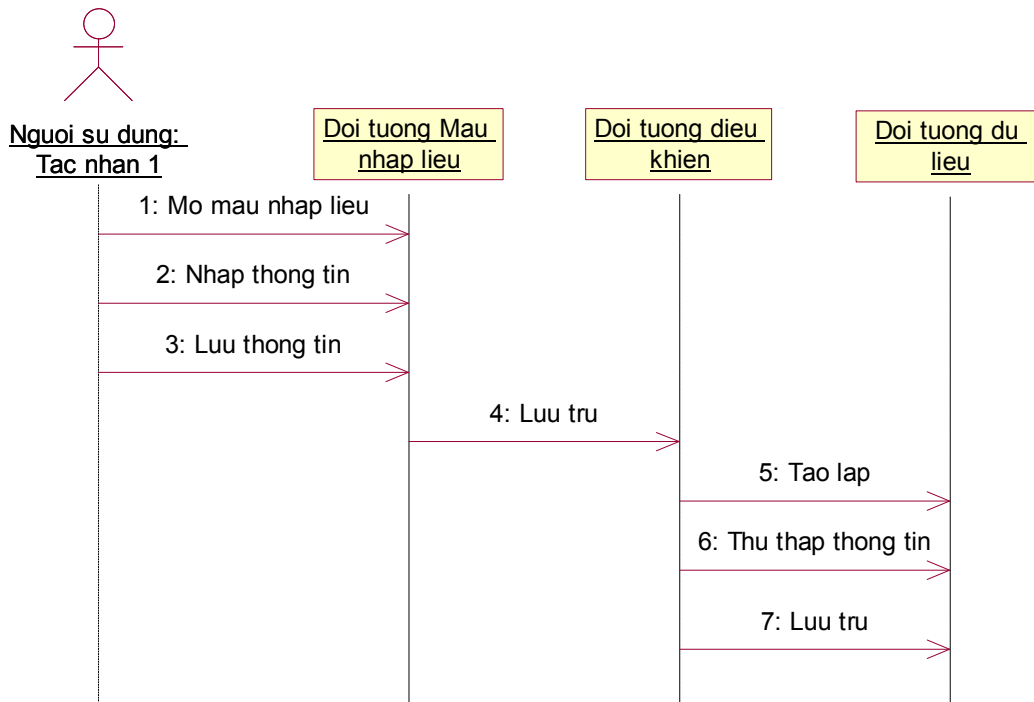 Nguoi su dung:
Tac nhan 1
Doi tuong Mau
nhap lieu
Doi tuong dieu
khien
Doi tuong du
lieu
1: Mo mau nhap lieu
2: Nhap thong tin
3: Luu thong tin
4: Luu tru
5: Tao lap
6: Thu thap thong tin
7: Luu tru